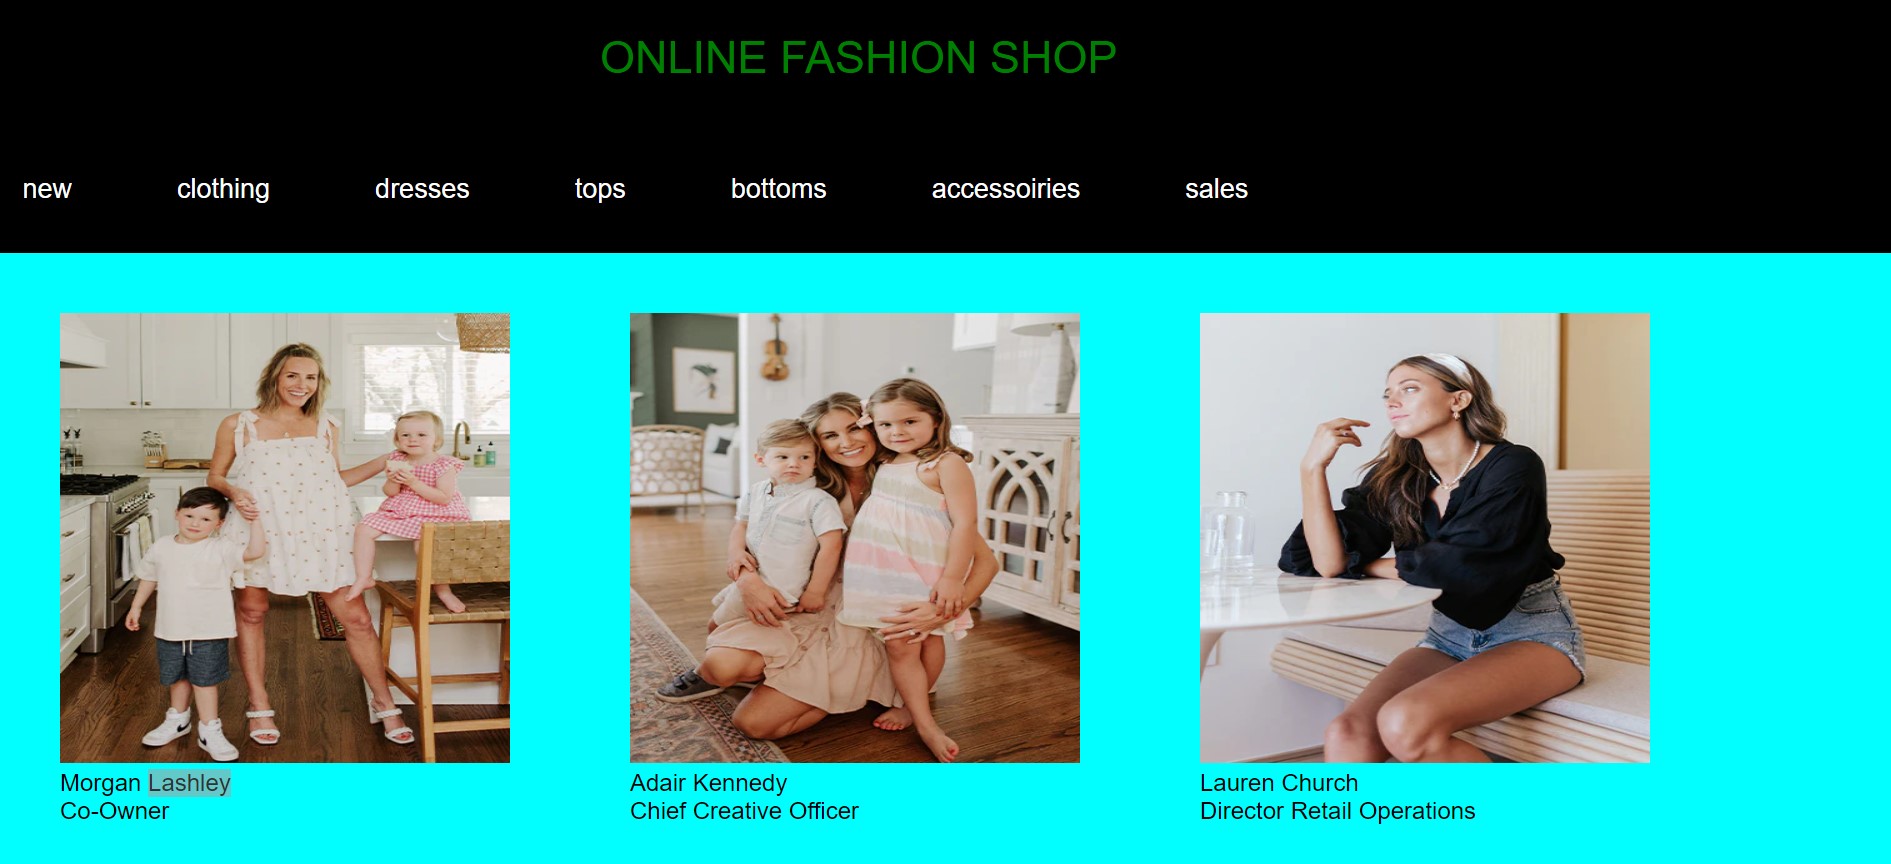 ONLINE FASHION SHOP
new clothing dresses tops bottoms accessoiries sales
Morgan Lashley
Co-Owner
Adair Kennedy
Chief Creative Officer
Lauren Church
Director Retail Operations